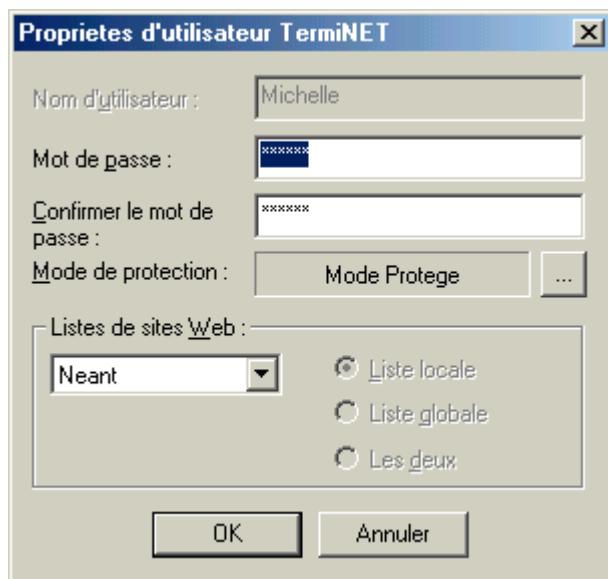 Proprietes d'utilisateur TermiNET
Nom d'utilisateur :
Michelle
Mot de passe :
******
Confirmer le mot de
passe :
******
Mode de protection :
Mode Protege
...
Listes de sites Web :
Neant
Liste locale
Liste globale
Les deux
OK
Annuler